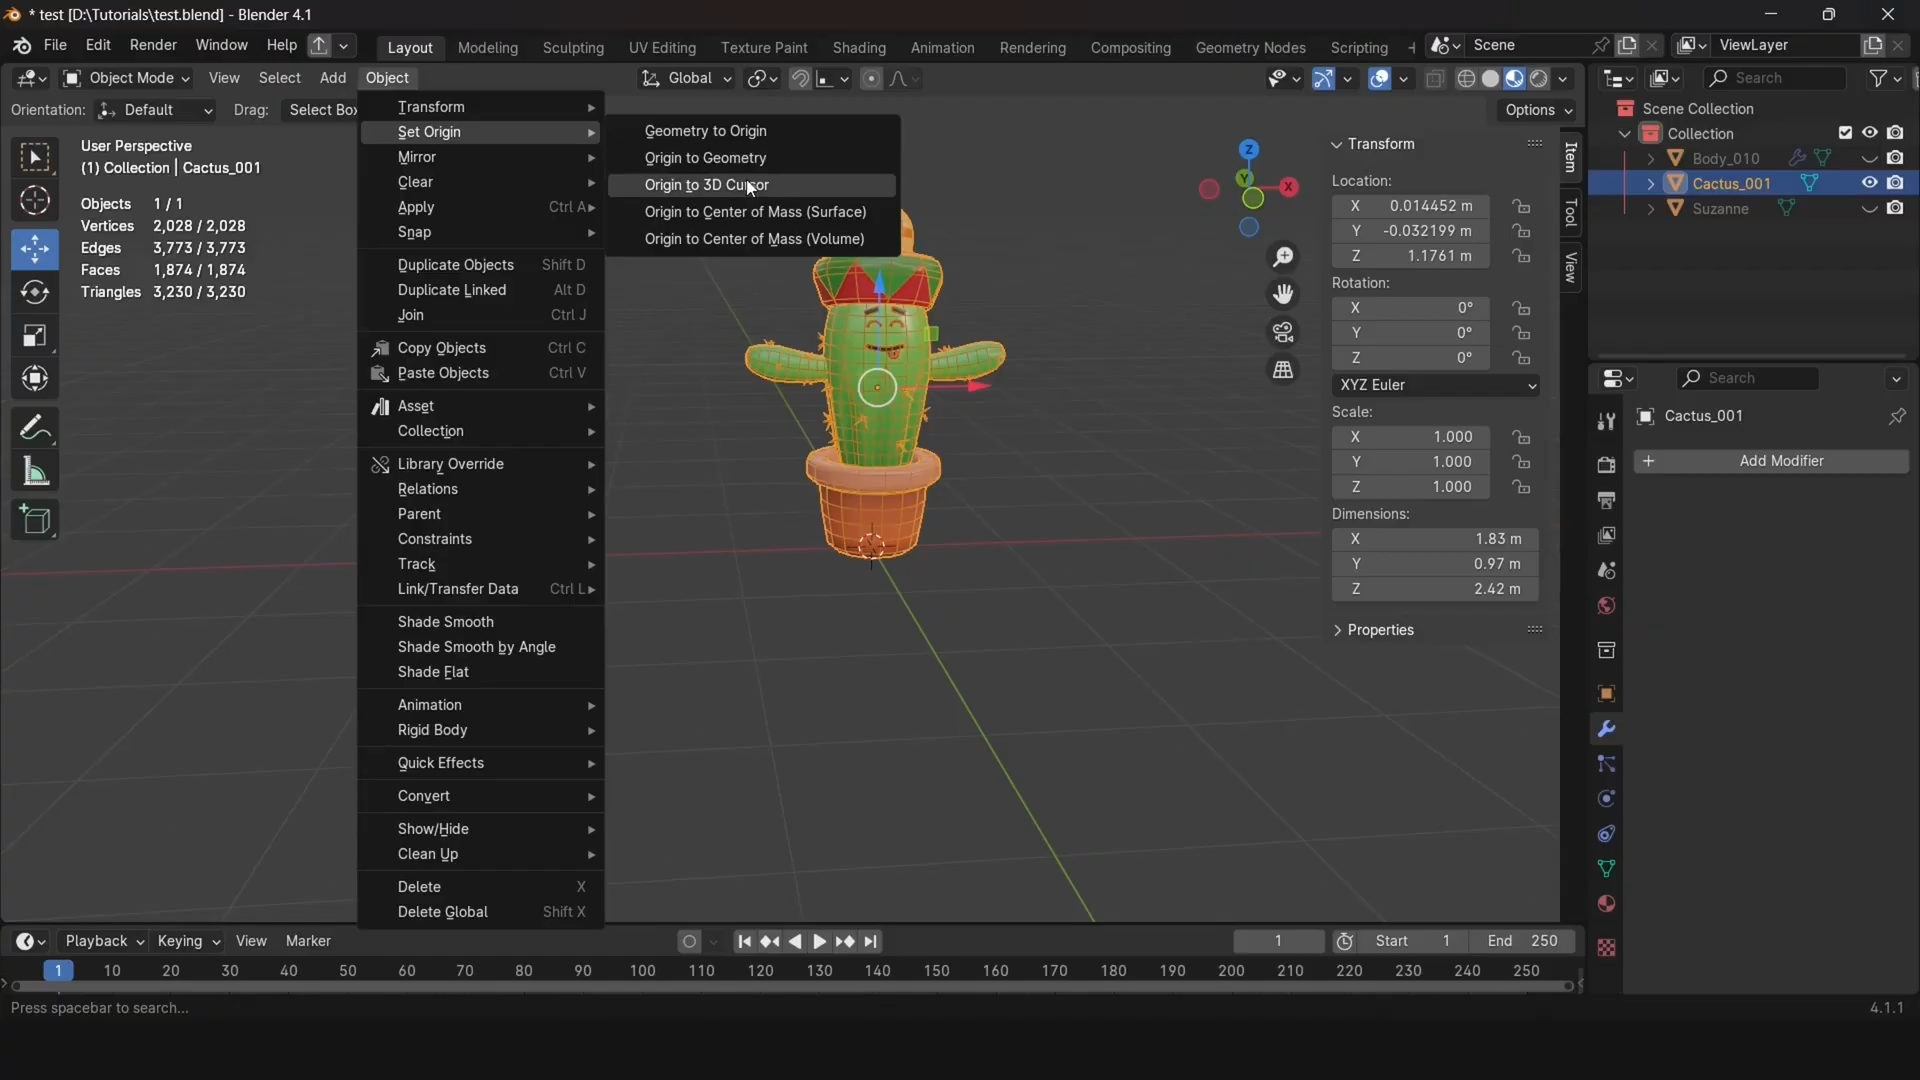 * test [D:\Tutorials\test.blend] - Blender 4.1
File Edit Render Window Help Layout Modeling Sculpting UV Editing Texture Paint Shading Animation Rendering Compositing Geometry Nodes Scripting Scene ViewLayer
Object Mode View Select Add Object Global Search
Orientation: Default Drag: Select Box Options
User Perspective
(1) Collection | Cactus_001
Objects 1 / 1
Vertices 2,028 / 2,028
Edges 3,773 / 3,773
Faces 1,874 / 1,874
Triangles 3,230 / 3,230
Transform
Set Origin
Mirror
Clear
Apply Ctrl A
Snap
Duplicate Objects Shift D
Duplicate Linked Alt D
Join Ctrl J
Copy Objects Ctrl C
Paste Objects Ctrl V
Asset
Collection
Library Override
Relations
Parent
Constraints
Track
Link/Transfer Data Ctrl L
Shade Smooth
Shade Smooth by Angle
Shade Flat
Animation
Rigid Body
Quick Effects
Convert
Show/Hide
Clean Up
Delete X
Delete Global Shift X
Geometry to Origin
Origin to Geometry
Origin to 3D Cursor
Origin to Center of Mass (Surface)
Origin to Center of Mass (Volume)
Z
Y
X
Transform
Location:
X 0.014452 m
Y -0.032199 m
Z 1.1761 m
Rotation:
X 0°
Y 0°
Z 0°
XYZ Euler
Scale:
X 1.000
Y 1.000
Z 1.000
Dimensions:
X 1.83 m
Y 0.97 m
Z 2.42 m
Properties
Item
Tool
View
Scene Collection
Collection
Body_010
Cactus_001
Suzanne
Search
Cactus_001
+ Add Modifier
Playback Keying View Marker 1 Start 1 End 250
1 10 20 30 40 50 60 70 80 90 100 110 120 130 140 150 160 170 180 190 200 210 220 230 240 250
Press spacebar to search... 4.1.1